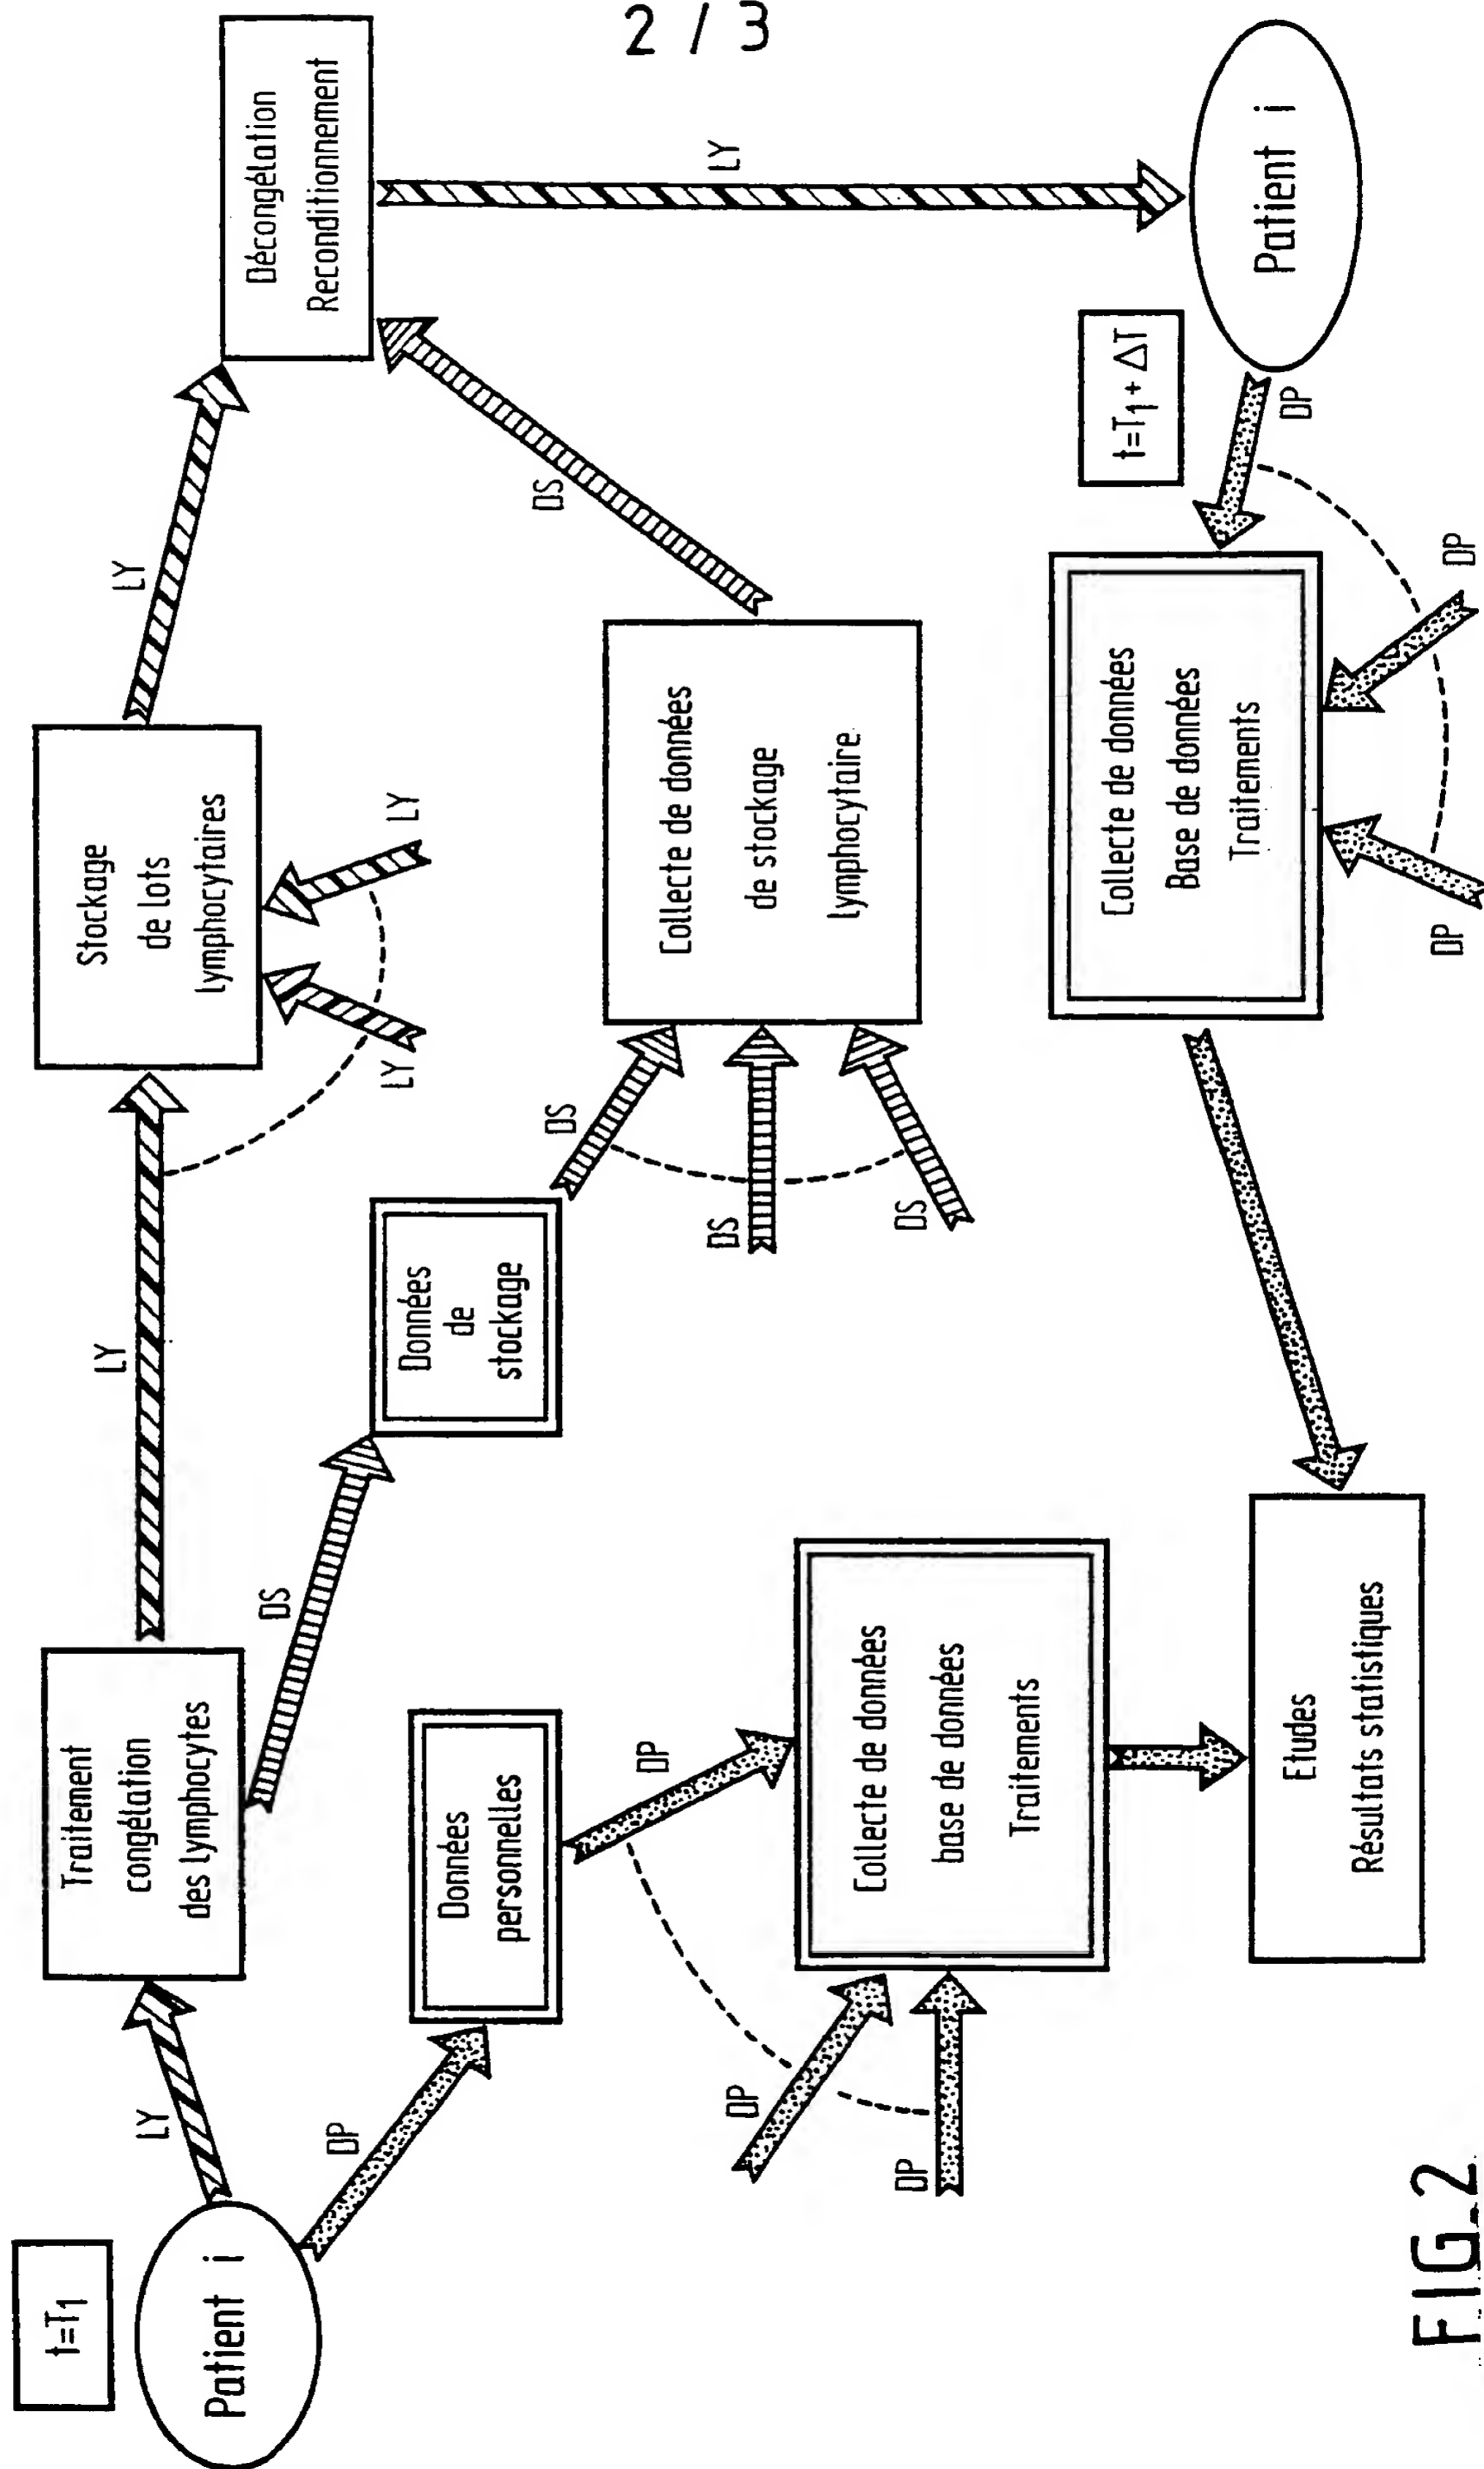 2 / 3
t=T1
Patient i
LY
DP
Traitement
congélation
des lymphocytes
LY
DS
Stockage
de lots
lymphocytaires
LY
LY
LY
Décongélation
Reconditionnement
LY
Données
personnelles
DP
Données
de
stockage
DS
DS
DS
Collecte de données
de stockage
lymphocytaire
DS
DP
DP
Collecte de données
base de données
Traitements
Etudes
Résultats statistiques
Collecte de données
Base de données
Traitements
DP
DP
DP
t=T1+ ΔT
Patient i
FIG_2